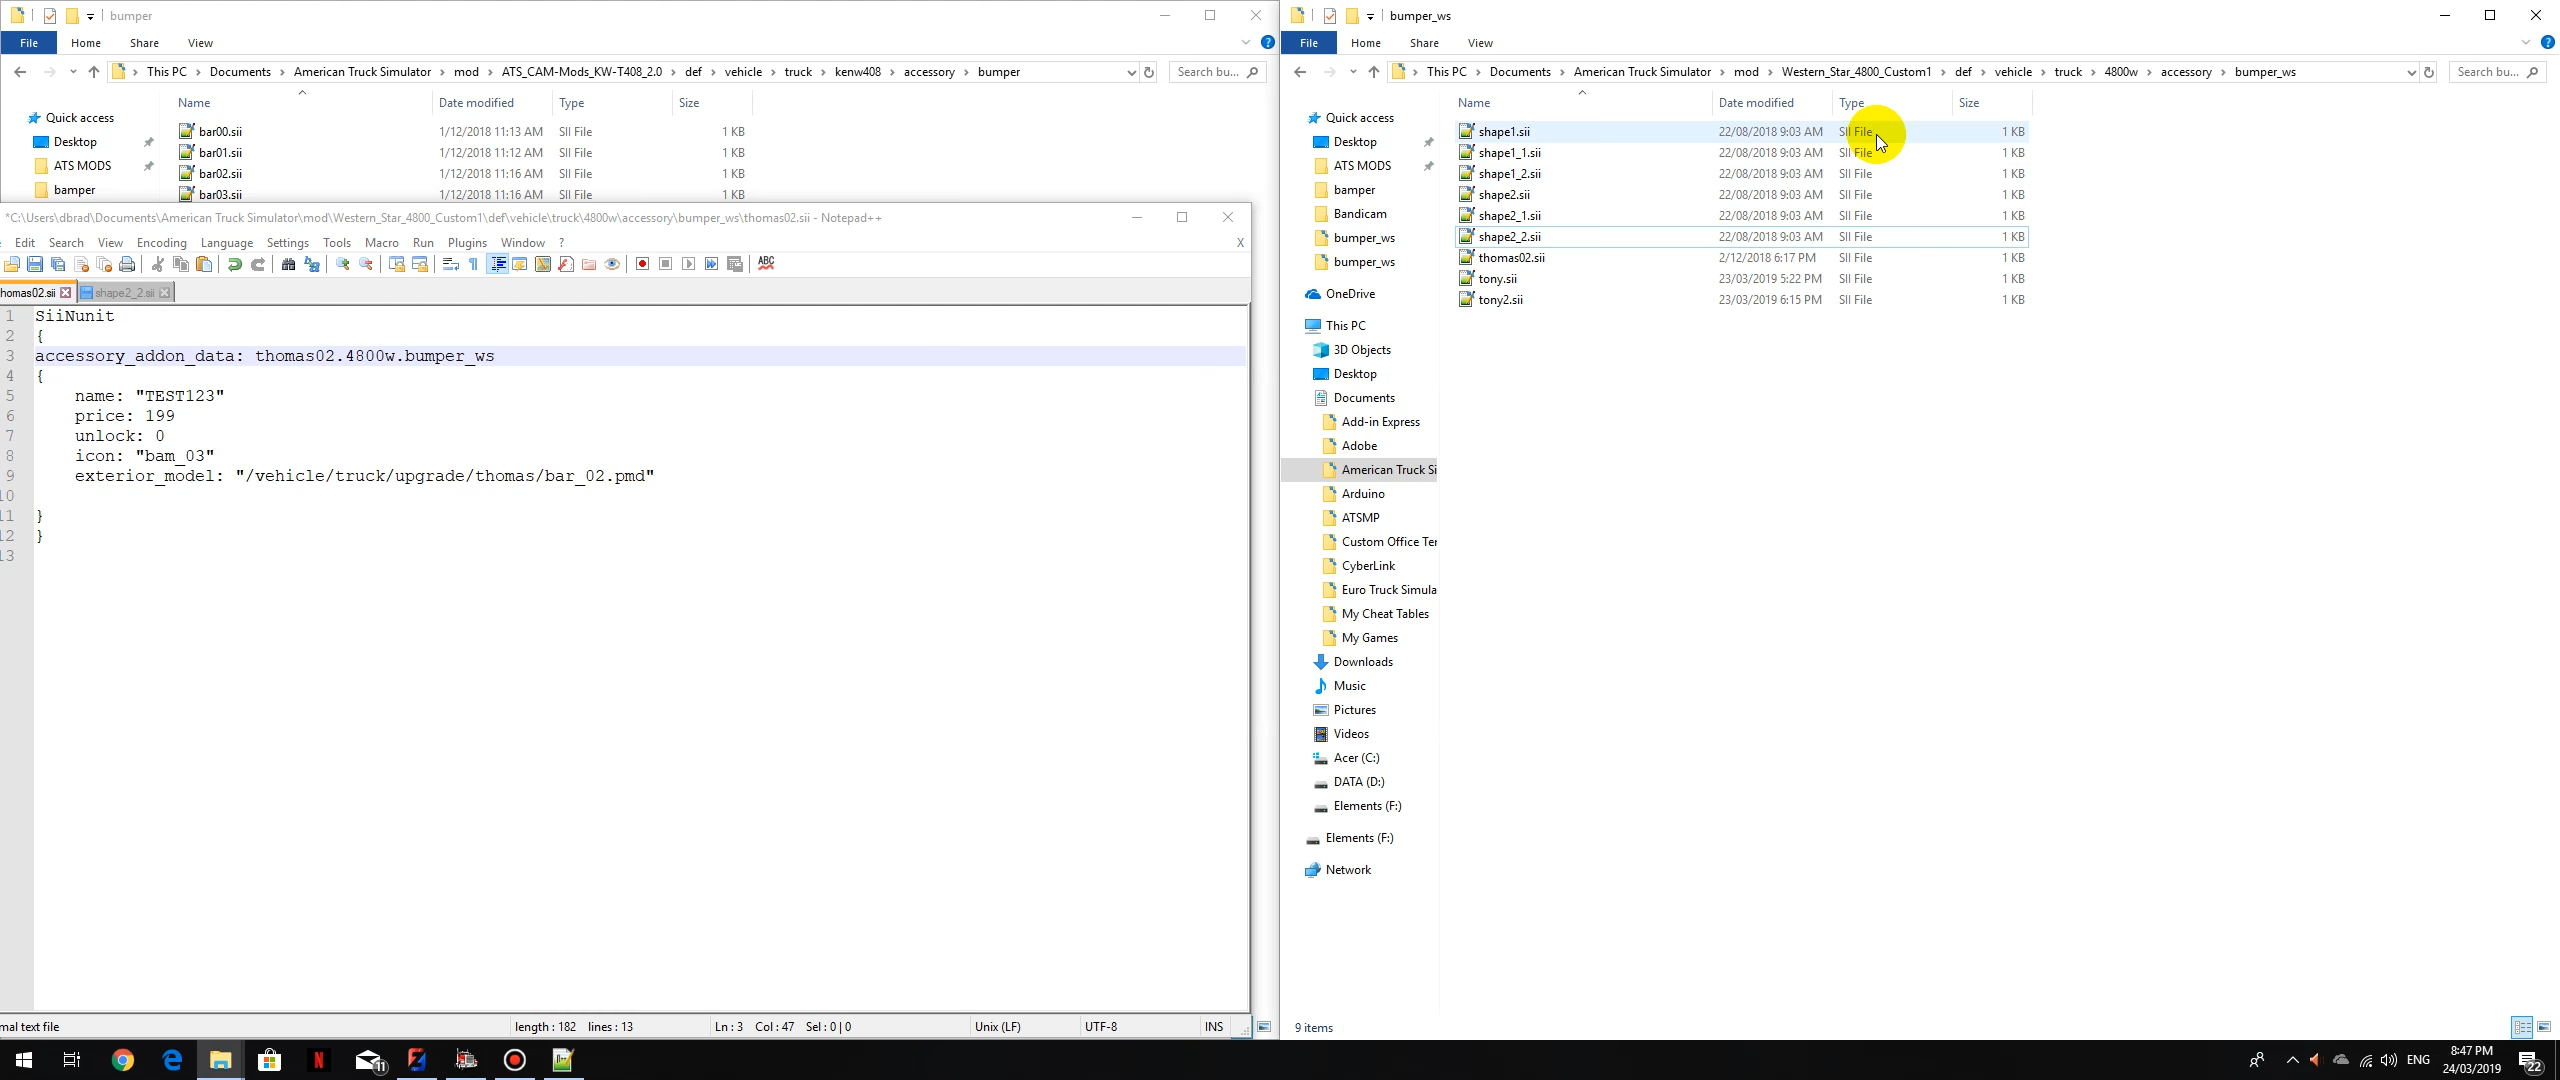 bumper
File Home Share View
This PC Documents American Truck Simulator mod ATS_CAM-Mods_KW-T408_2.0 def vehicle truck kenw408 accessory bumper
Search bu...
Name Date modified Type Size
Quick access
Desktop
ATS MODS
bamper
bar00.sii 1/12/2018 11:13 AM SII File 1 KB
bar01.sii 1/12/2018 11:12 AM SII File 1 KB
bar02.sii 1/12/2018 11:16 AM SII File 1 KB
bar03.sii 1/12/2018 11:16 AM SII File 1 KB
*C:\Users\dbrad\Documents\American Truck Simulator\mod\Western_Star_4800_Custom1\def\vehicle\truck\4800w\accessory\bumper_ws\thomas02.sii - Notepad++
Edit Search View Encoding Language Settings Tools Macro Run Plugins Window ? X
ABC
homas02.sii shape2_2.sii
1 SiiNunit
2 {
3 accessory_addon_data: thomas02.4800w.bumper_ws
4 {
5 name: "TEST123"
6 price: 199
7 unlock: 0
8 icon: "bam_03"
9 exterior_model: "/vehicle/truck/upgrade/thomas/bar_02.pmd"
10
11 }
12 }
13
mal text file length : 182 lines : 13 Ln : 3 Col : 47 Sel : 0 | 0 Unix (LF) UTF-8 INS
bumper_ws
File Home Share View
This PC Documents American Truck Simulator mod Western_Star_4800_Custom1 def vehicle truck 4800w accessory bumper_ws
Search bu...
Name Date modified Type Size
Quick access
Desktop
ATS MODS
bamper
Bandicam
bumper_ws
bumper_ws
OneDrive
This PC
3D Objects
Desktop
Documents
Add-in Express
Adobe
American Truck Si
Arduino
ATSMP
Custom Office Ter
CyberLink
Euro Truck Simula
My Cheat Tables
My Games
Downloads
Music
Pictures
Videos
Acer (C:)
DATA (D:)
Elements (F:)
Elements (F:)
Network
shape1.sii 22/08/2018 9:03 AM SII File 1 KB
shape1_1.sii 22/08/2018 9:03 AM SII File 1 KB
shape1_2.sii 22/08/2018 9:03 AM SII File 1 KB
shape2.sii 22/08/2018 9:03 AM SII File 1 KB
shape2_1.sii 22/08/2018 9:03 AM SII File 1 KB
shape2_2.sii 22/08/2018 9:03 AM SII File 1 KB
thomas02.sii 2/12/2018 6:17 PM SII File 1 KB
tony.sii 23/03/2019 5:22 PM SII File 1 KB
tony2.sii 23/03/2019 6:15 PM SII File 1 KB
9 items
11
ENG
8:47 PM
24/03/2019
22